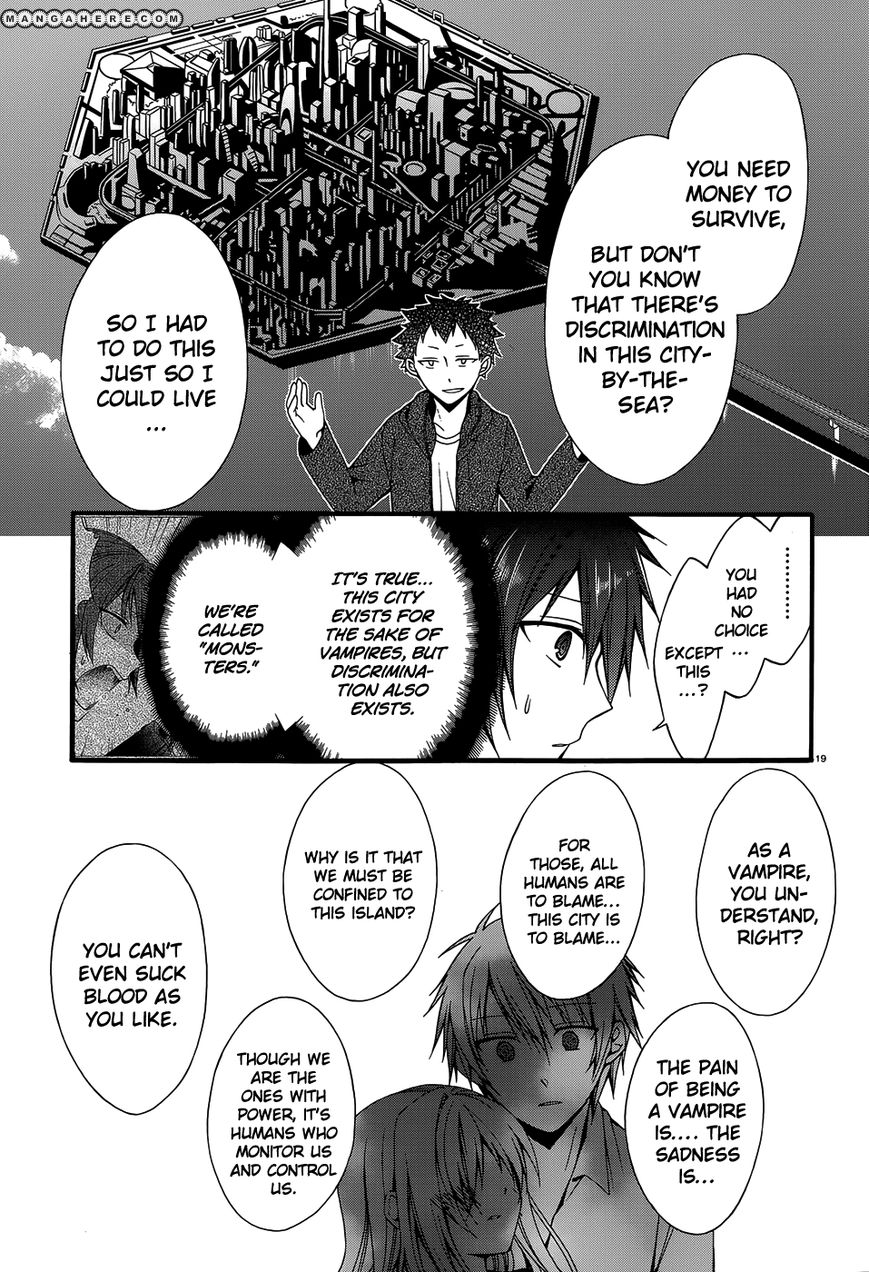 MANGAHERE.COM
YOU NEED
MONEY TO
SURVIVE,
BUT DON'T
YOU KNOW
THAT THERE'S
DISCRIMINATION
IN THIS CITY-
BY-THE-
SEA?
SO I HAD
TO DO THIS
JUST SO I
COULD LIVE
...
.........
YOU
HAD
NO
CHOICE
...
EXCEPT
THIS
...?
IT'S TRUE...
THIS CITY
EXISTS FOR
THE SAKE OF
VAMPIRES, BUT
DISCRIMINA-
TION ALSO
EXISTS.
WE'RE
CALLED
"MONS-
TERS."
19
AS A
VAMPIRE,
YOU UN-
DERSTAND,
RIGHT?
THE PAIN
OF BEING
A VAMPIRE
IS.... THE
SADNESS
IS...
FOR
THOSE, ALL
HUMANS ARE
TO BLAME...
THIS CITY IS
TO BLAME...
WHY IS IT THAT
WE MUST BE
CONFINED TO
THIS ISLAND?
THOUGH WE
ARE THE
ONES WITH
POWER, IT'S
HUMANS WHO
MONITOR US
AND CONTROL
US.
YOU CAN'T
EVEN SUCK
BLOOD AS
YOU LIKE.